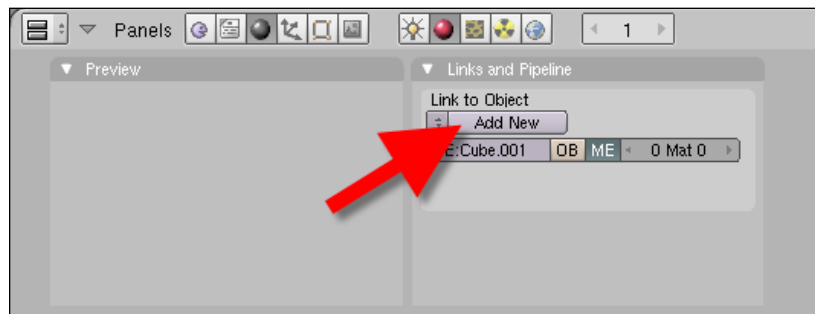 Panels 1
Preview
Links and Pipeline
Link to Object
Add New
E:Cube.001 OB ME 0 Mat 0